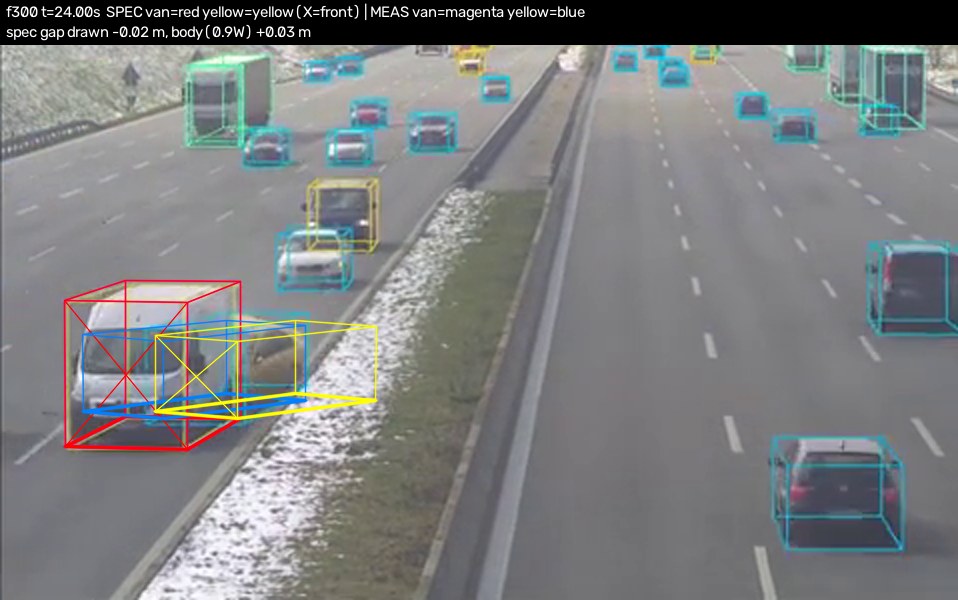 f300 t=24.00s SPEC van=red yellow=yellow (X=front) | MEAS van=magenta yellow=blue
spec gap drawn -0.02 m, body(0.9W) +0.03 m